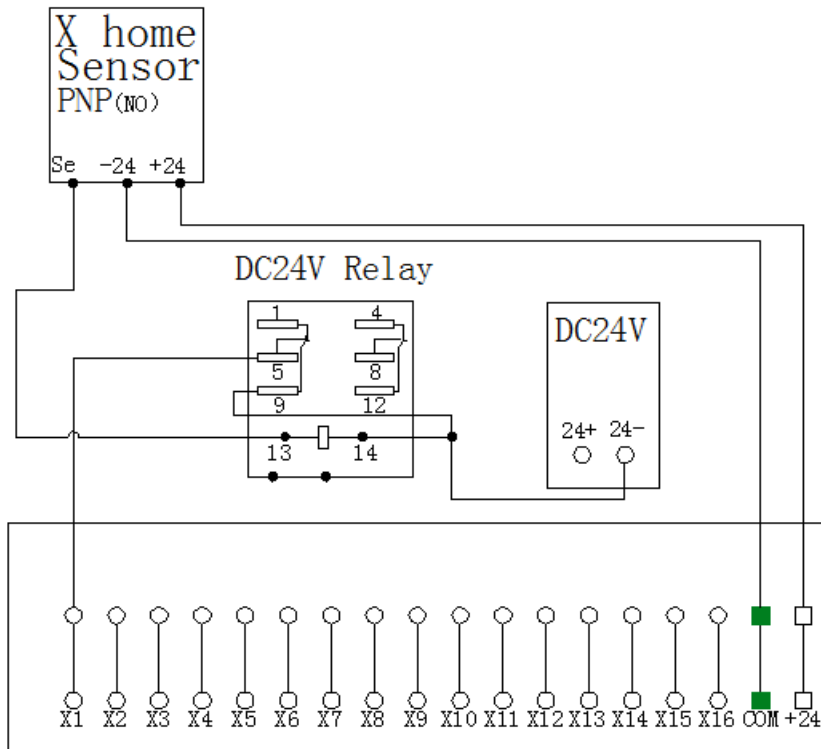 X home
Sensor
PNP(NO)
Se -24 +24
DC24V Relay
1 4
5 8
9 12
13 14
DC24V
24+ 24-
X1 X2 X3 X4 X5 X6 X7 X8 X9 X10 X11 X12 X13 X14 X15 X16 COM +24